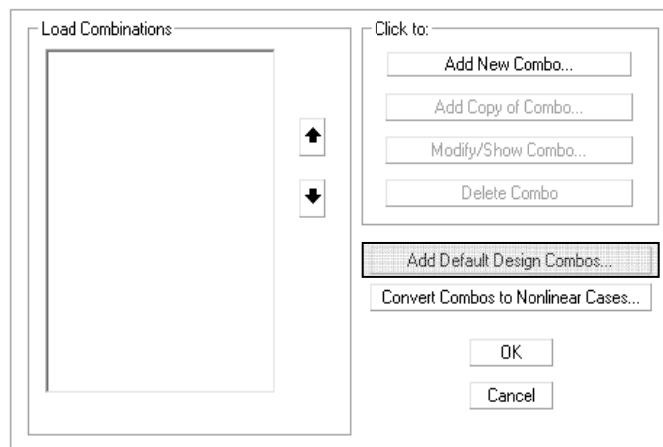 Load Combinations
Click to:
Add New Combo...
Add Copy of Combo...
Modify/Show Combo...
Delete Combo
Add Default Design Combos...
Convert Combos to Nonlinear Cases...
OK
Cancel